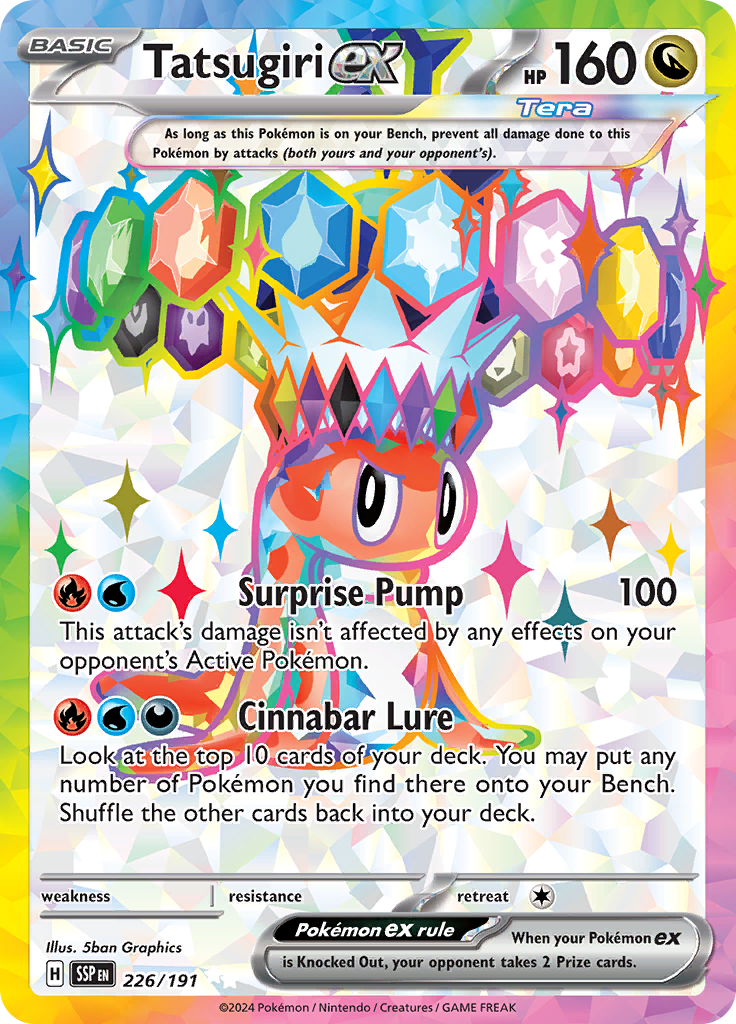 BASIC
Tatsugiri ex
HP 160
Tera
As long as this Pokémon is on your Bench, prevent all damage done to this
Pokémon by attacks (both yours and your opponent's).
Surprise Pump 100
This attack's damage isn't affected by any effects on your
opponent's Active Pokémon.
Cinnabar Lure
Look at the top 10 cards of your deck. You may put any
number of Pokémon you find there onto your Bench.
Shuffle the other cards back into your deck.
weakness resistance retreat
Pokémon ex rule
When your Pokémon ex
is Knocked Out, your opponent takes 2 Prize cards.
Illus. 5ban Graphics
H SSP EN 226/191
©2024 Pokémon / Nintendo / Creatures / GAME FREAK